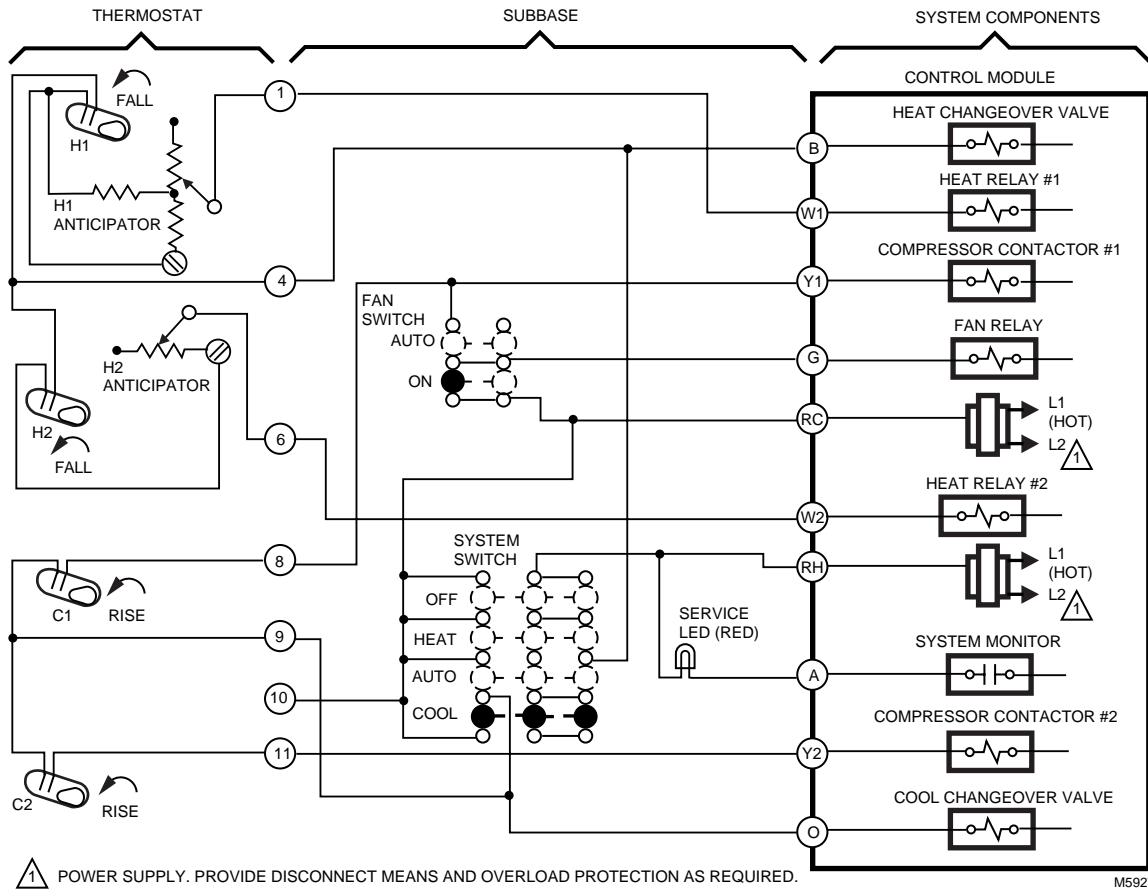 THERMOSTAT
SUBBASE
SYSTEM COMPONENTS
CONTROL MODULE
FALL
H1
H1
ANTICIPATOR
1
4
H2
ANTICIPATOR
H2
FALL
6
C1
RISE
8
9
10
11
C2
RISE
FAN
SWITCH
AUTO
ON
SYSTEM
SWITCH
OFF
HEAT
AUTO
COOL
SERVICE
LED (RED)
B
HEAT CHANGEOVER VALVE
W1
HEAT RELAY #1
Y1
COMPRESSOR CONTACTOR #1
G
FAN RELAY
RC
L1
(HOT)
L2
1
W2
HEAT RELAY #2
RH
L1
(HOT)
L2
1
A
SYSTEM MONITOR
Y2
COMPRESSOR CONTACTOR #2
O
COOL CHANGEOVER VALVE
1 POWER SUPPLY. PROVIDE DISCONNECT MEANS AND OVERLOAD PROTECTION AS REQUIRED.
M592